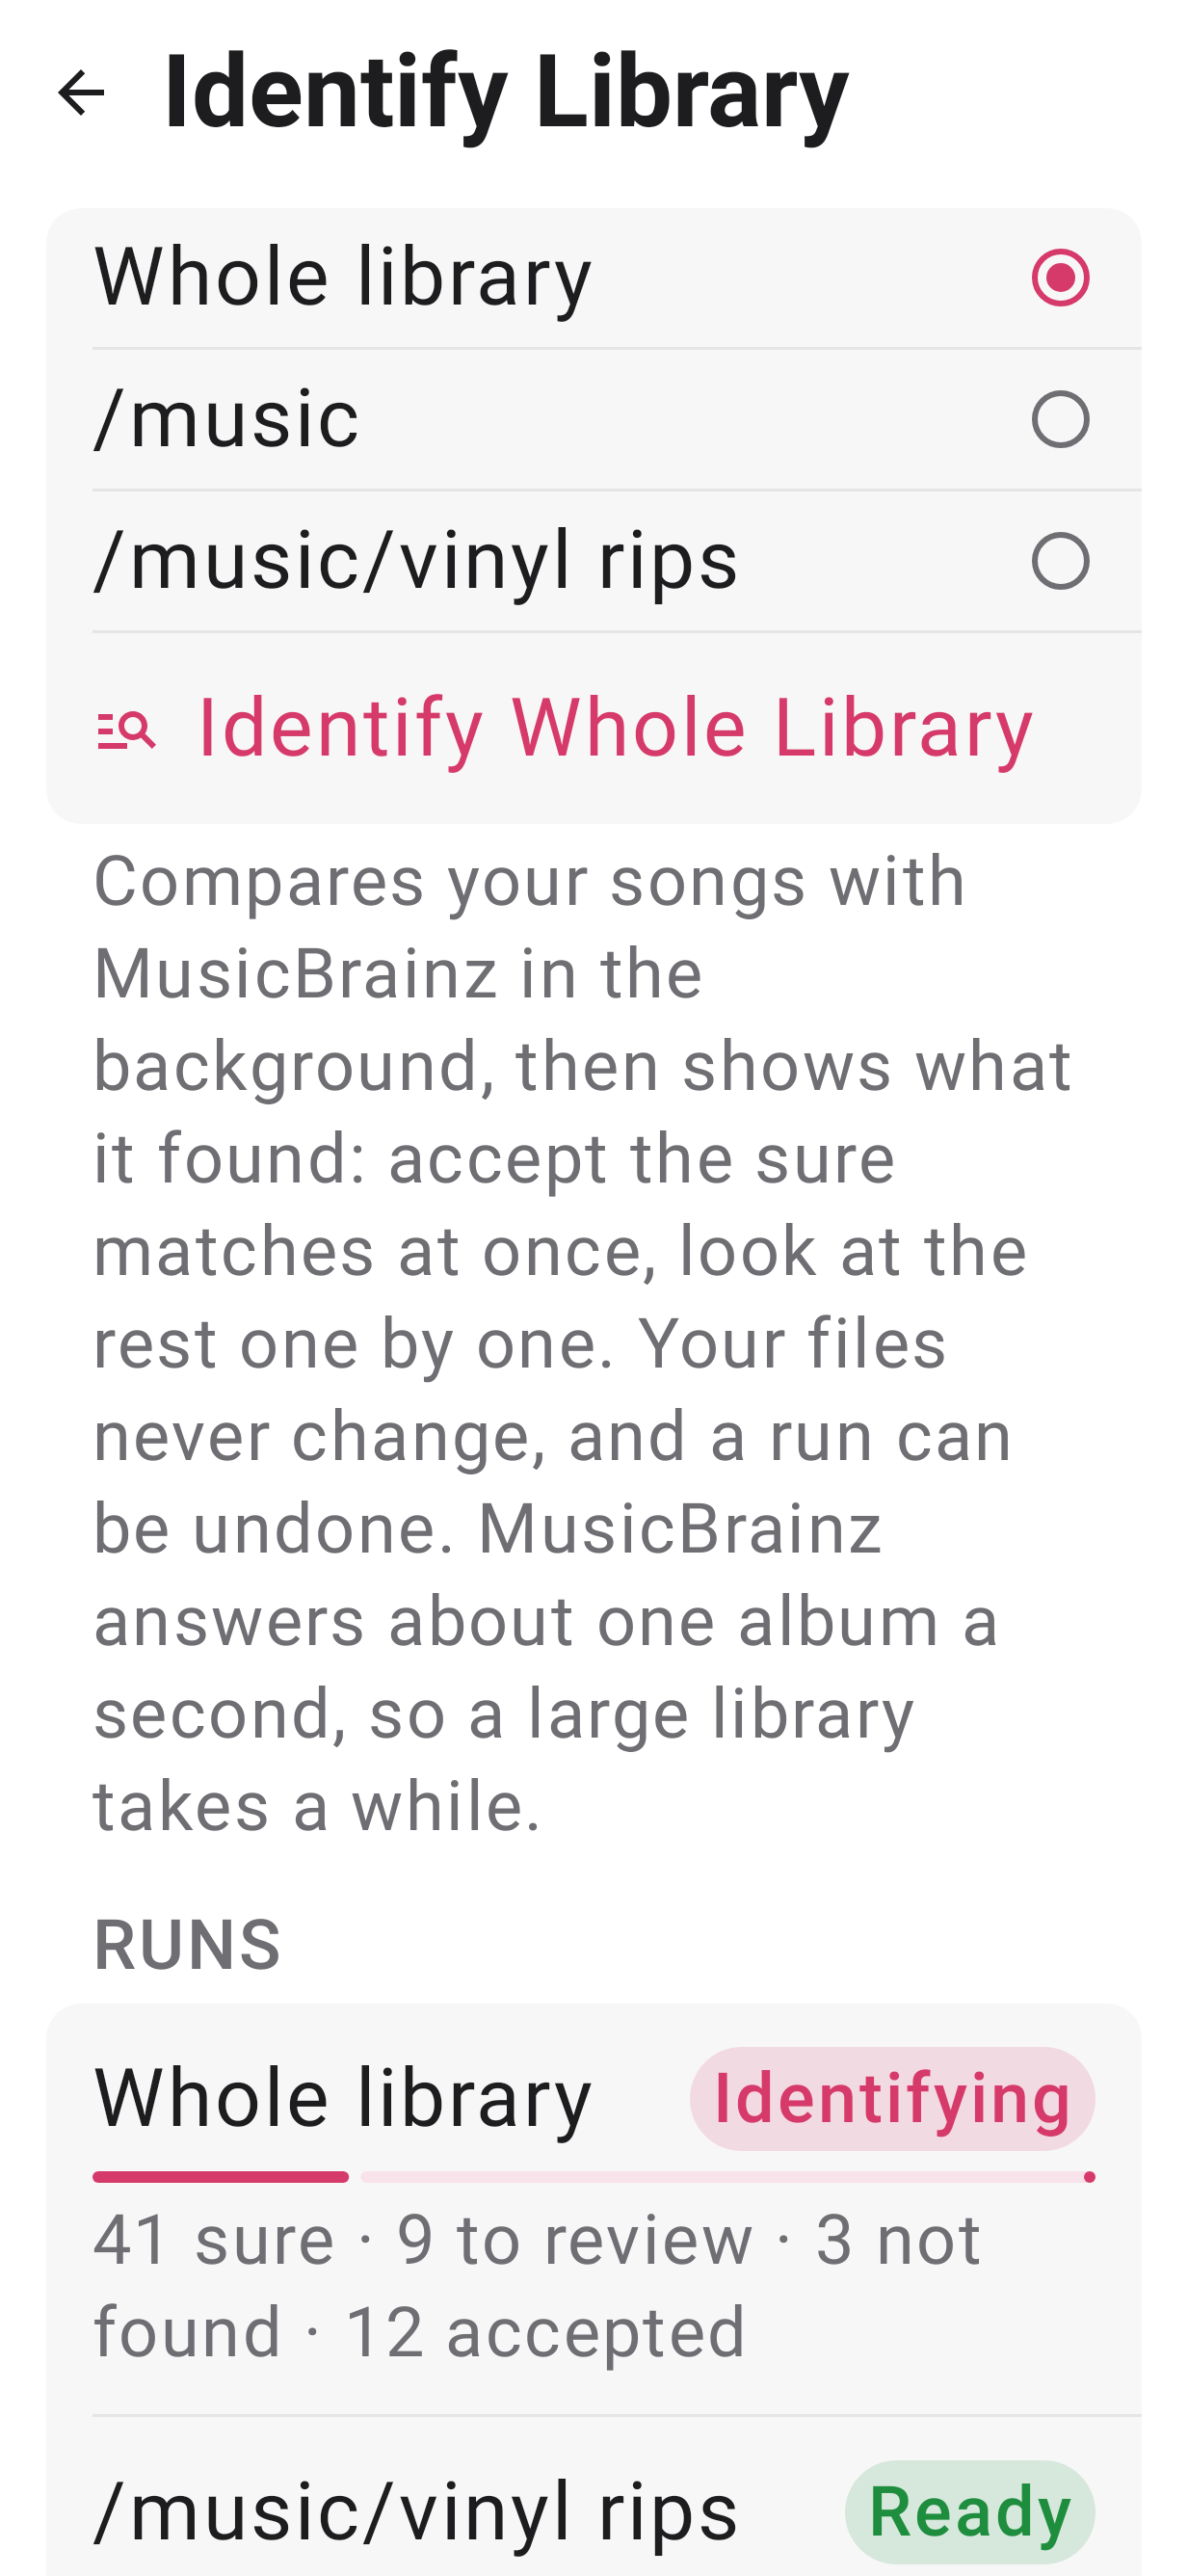 Identify Library
Whole library
/music
/music/vinyl rips
Identify Whole Library
Compares your songs with
MusicBrainz in the
background, then shows what
it found: accept the sure
matches at once, look at the
rest one by one. Your files
never change, and a run can
be undone. MusicBrainz
answers about one album a
second, so a large library
takes a while.
RUNS
Whole library Identifying
41 sure · 9 to review · 3 not
found · 12 accepted
/music/vinyl rips Ready